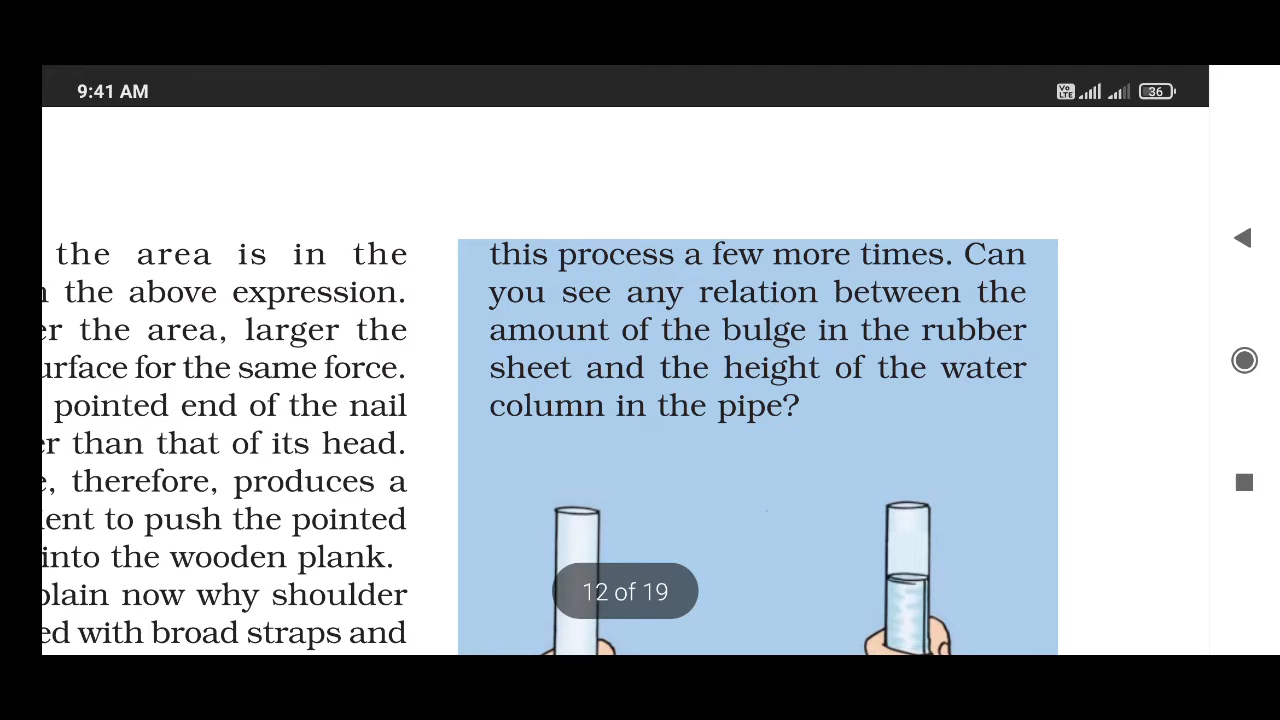 9:41 AM
Vo LTE
36
the area is in the
the above expression.
the area, larger the
for the same force.
pointed end of the nail
than that of its head.
therefore, produces a
to push the pointed
into the wooden plank.
now why shoulder
with broad straps and
this process a few more times. Can
you see any relation between the
amount of the bulge in the rubber
sheet and the height of the water
column in the pipe?
12 of 19